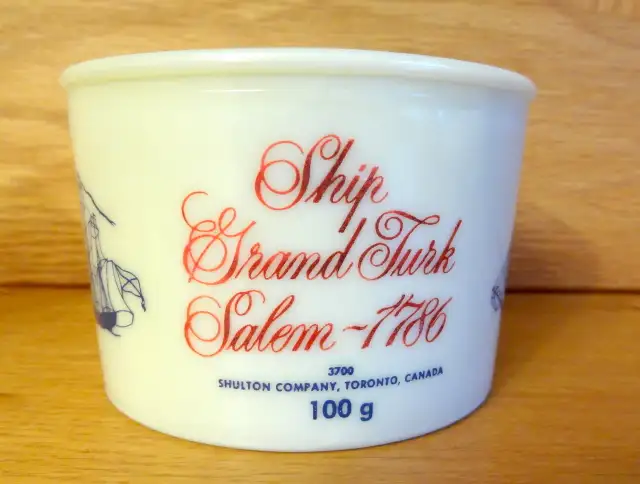 Ship
Grand Turk
Salem ~ 1786
3700
SHULTON COMPANY, TORONTO, CANADA
100 g